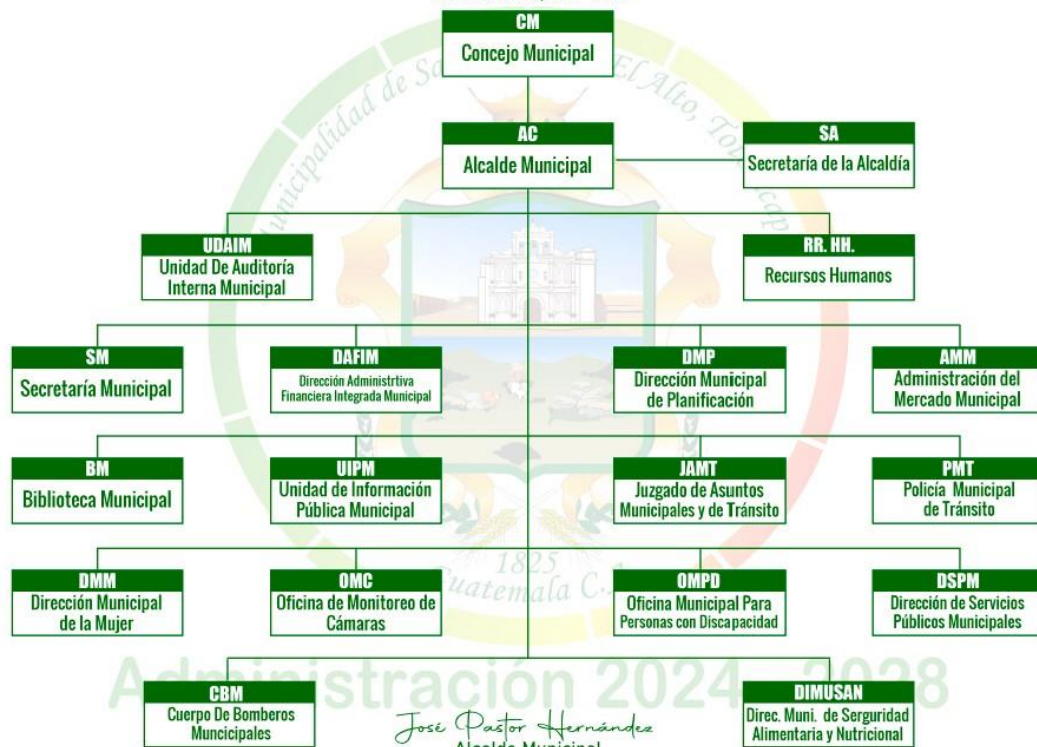 CM
Concejo Municipal
AC
Alcalde Municipal
SA
Secretaría de la Alcaldía
UDAIM
Unidad De Auditoría
Interna Municipal
RR. HH.
Recursos Humanos
SM
Secretaría Municipal
DAFIM
Dirección Administrtiva
Financiera Integrada Municipal
DMP
Dirección Municipal
de Planificación
AMM
Administración del
Mercado Municipal
BM
Biblioteca Municipal
UIPM
Unidad de Información
Pública Municipal
JAMT
Juzgado de Asuntos
Municipales y de Tránsito
PMT
Policía Municipal
de Tránsito
DMM
Dirección Municipal
de la Mujer
OMC
Oficina de Monitoreo de
Cámaras
OMPD
Oficina Municipal Para
Personas con Discapacidad
DSPM
Dirección de Servicios
Públicos Municipales
CBM
Cuerpo De Bomberos
Muncicipales
DIMUSAN
Direc. Muni. de Serguridad
Alimentaria y Nutricional
Municipalidad de
El Alto,
1825
Guatemala C.
Administración 2024 - 2028
José Pastor Hernández
Alcalde Municipal